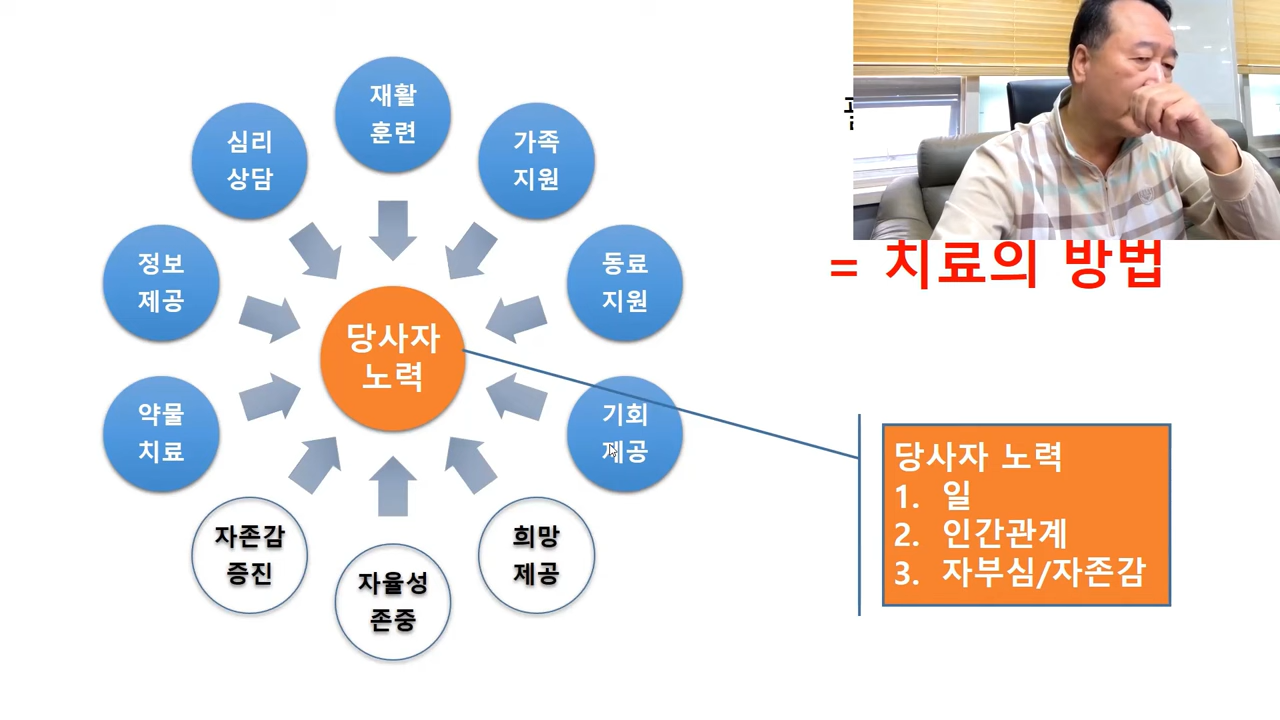 재활
훈련
심리
상담
가족
지원
정보
제공
동료
지원
= 치료의 방법
당사자
노력
약물
치료
기회
제공
자존감
증진
자율성
존중
희망
제공
당사자 노력
1. 일
2. 인간관계
3. 자부심/자존감